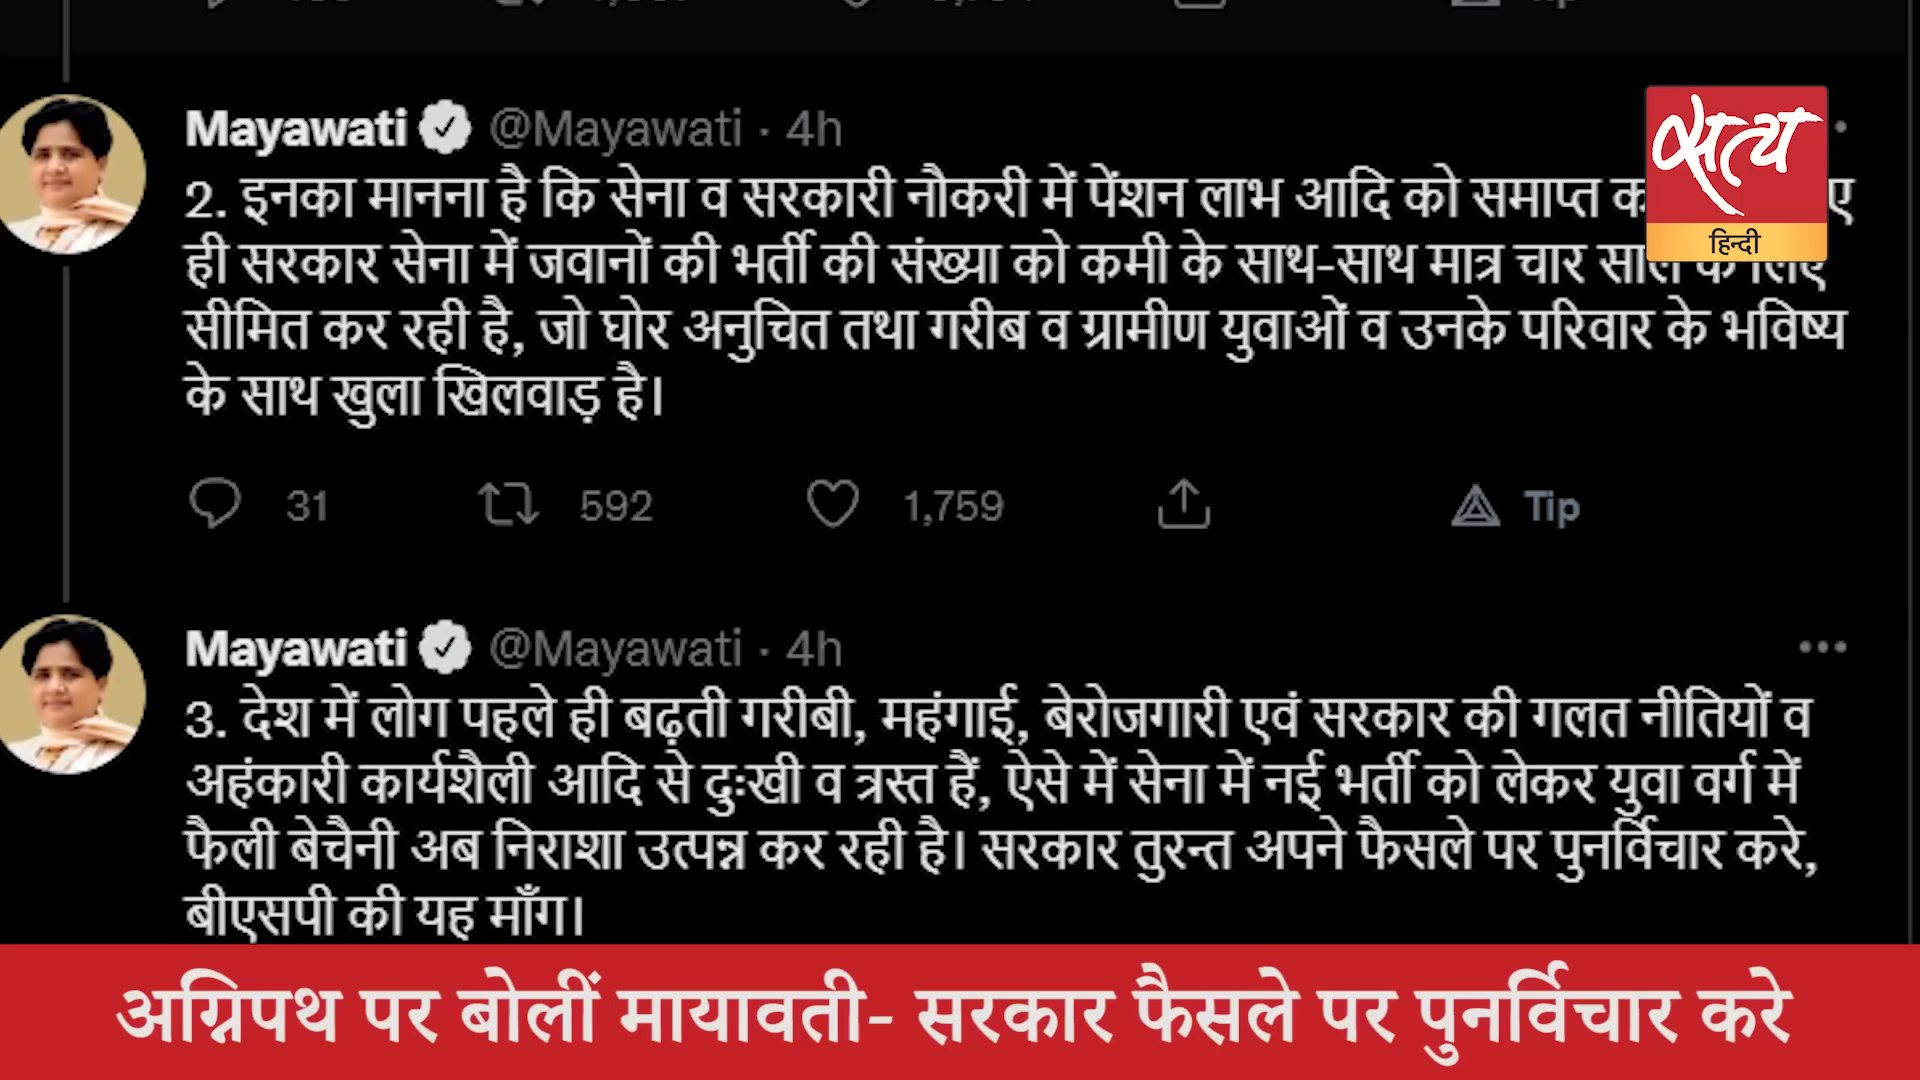 Mayawati @Mayawati · 4h
सत्य
हिन्दी
2. इनका मानना है कि सेना व सरकारी नौकरी में पेंशन लाभ आदि को समाप्त
ही सरकार सेना में जवानों की भर्ती की संख्या को कमी के साथ-साथ मात्र चार साल के लिए
सीमित कर रही है, जो घोर अनुचित तथा गरीब व ग्रामीण युवाओं व उनके परिवार के भविष्य
के साथ खुला खिलवाड़ है।
31 592 1,759 Tip
Mayawati @Mayawati · 4h
3. देश में लोग पहले ही बढ़ती गरीबी, महंगाई, बेरोजगारी एवं सरकार की गलत नीतियों व
अहंकारी कार्यशैली आदि से दुःखी व त्रस्त हैं, ऐसे में सेना में नई भर्ती को लेकर युवा वर्ग में
फैली बेचैनी अब निराशा उत्पन्न कर रही है। सरकार तुरन्त अपने फैसले पर पुनर्विचार करे,
बीएसपी की यह माँग।
अग्निपथ पर बोलीं मायावती- सरकार फैसले पर पुनर्विचार करे